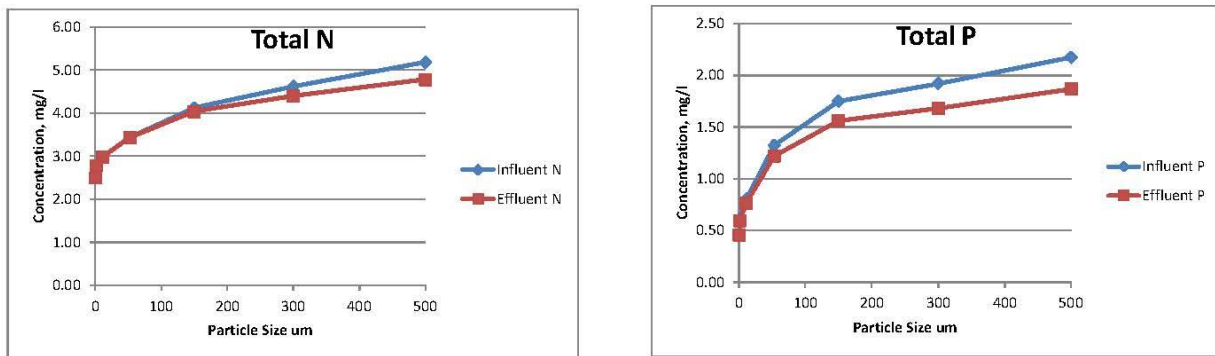 Total N
6.00
5.00
4.00
3.00
2.00
1.00
0.00
Concentration, mg/l
0 100 200 300 400 500
Particle Size um
Influent N
Effluent N
Total P
2.50
2.00
1.50
1.00
0.50
0.00
Concentration, mg/l
0 100 200 300 400 500
Particle Size um
Influent P
Effluent P